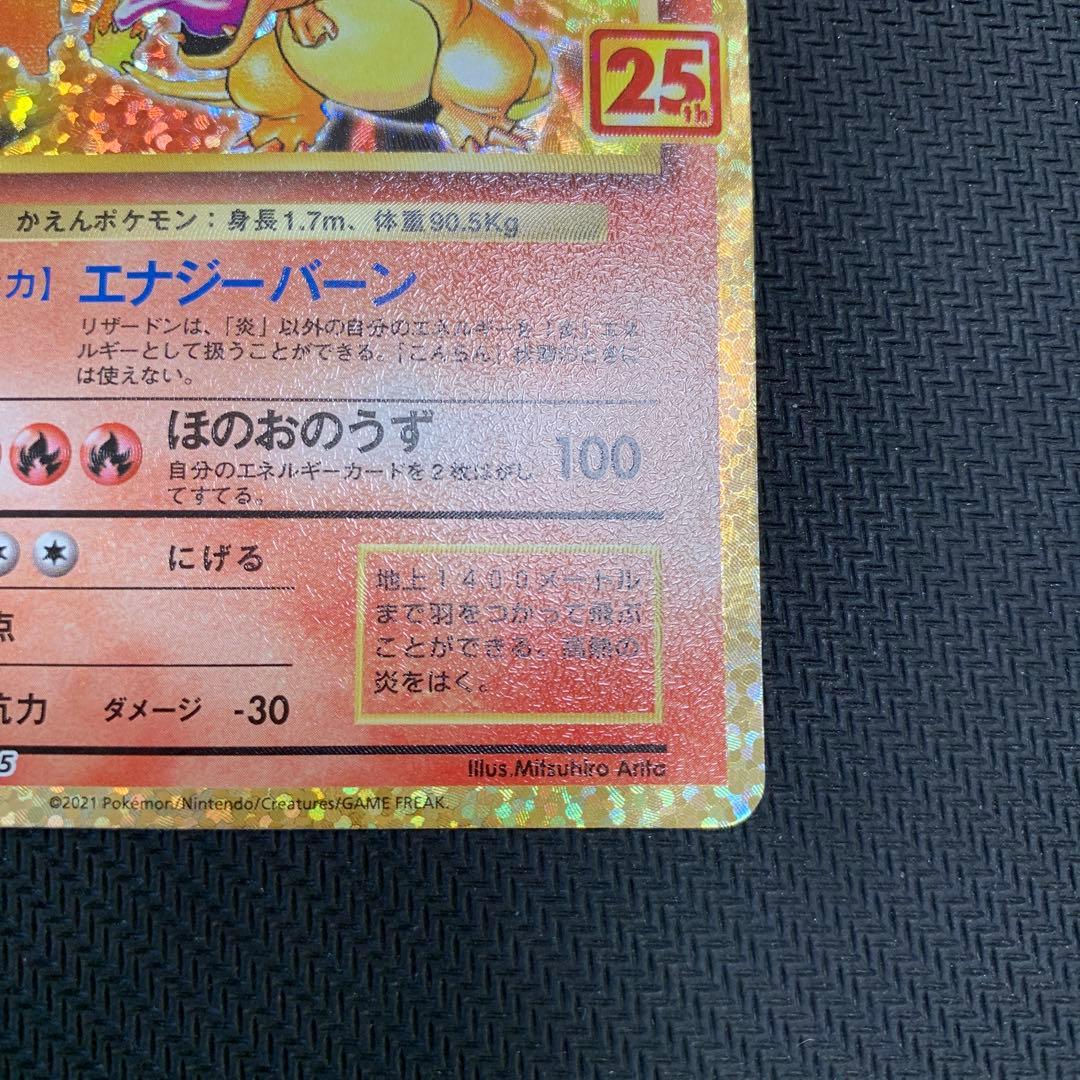 25th
かえんポケモン：身長1.7m、体重90.5Kg
カ】エナジーバーン
リザードンは、「炎」以外の自分のエネルギーを「炎」エネ
ルギーとして扱うことができる。「こんらん」状態のときに
は使えない。
ほのおのうず 100
自分のエネルギーカードを２枚はがし
てすてる。
にげる
点
抗力 ダメージ -30
地上１４００メートル
まで羽をつかって飛ぶ
ことができる。高熱の
炎をはく。
5
Illus.Mitsuhiro Arita
©2021 Pokémon/Nintendo/Creatures/GAME FREAK.